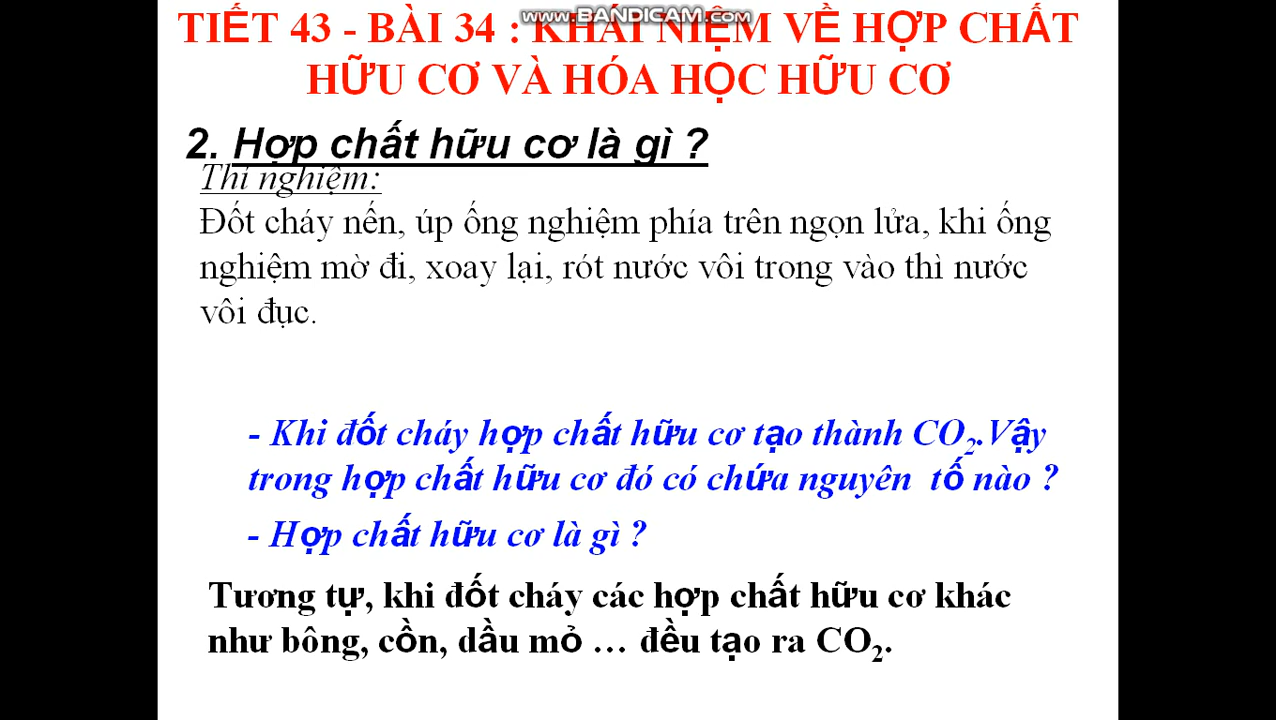 www.BANDICAM.com
TIẾT 43 - BÀI 34 : KHÁI NIỆM VỀ HỢP CHẤT
HỮU CƠ VÀ HÓA HỌC HỮU CƠ
2. Hợp chất hữu cơ là gì ?
Thí nghiệm:
Đốt cháy nến, úp ống nghiệm phía trên ngọn lửa, khi ống
nghiệm mờ đi, xoay lại, rót nước vôi trong vào thì nước
vôi đục.
- Khi đốt cháy hợp chất hữu cơ tạo thành CO₂.Vậy
trong hợp chất hữu cơ đó có chứa nguyên tố nào ?
- Hợp chất hữu cơ là gì ?
Tương tự, khi đốt cháy các hợp chất hữu cơ khác
như bông, cồn, dầu mỏ … đều tạo ra CO₂.